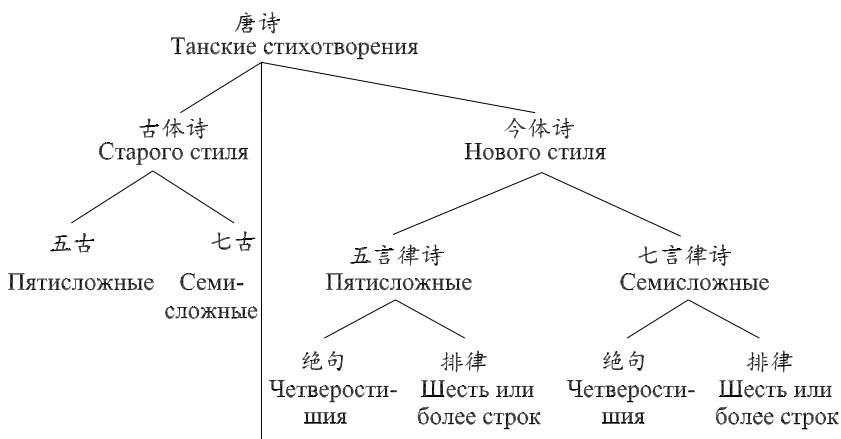 唐诗
Танские стихотворения
古体诗
Старого стиля
今体诗
Нового стиля
五古
Пятисложные
七古
Семи-
сложные
五言律诗
Пятисложные
七言律诗
Семисложные
绝句
Четверости-
шия
排律
Шесть или
более строк
绝句
Четверости-
шия
排律
Шесть или
более строк